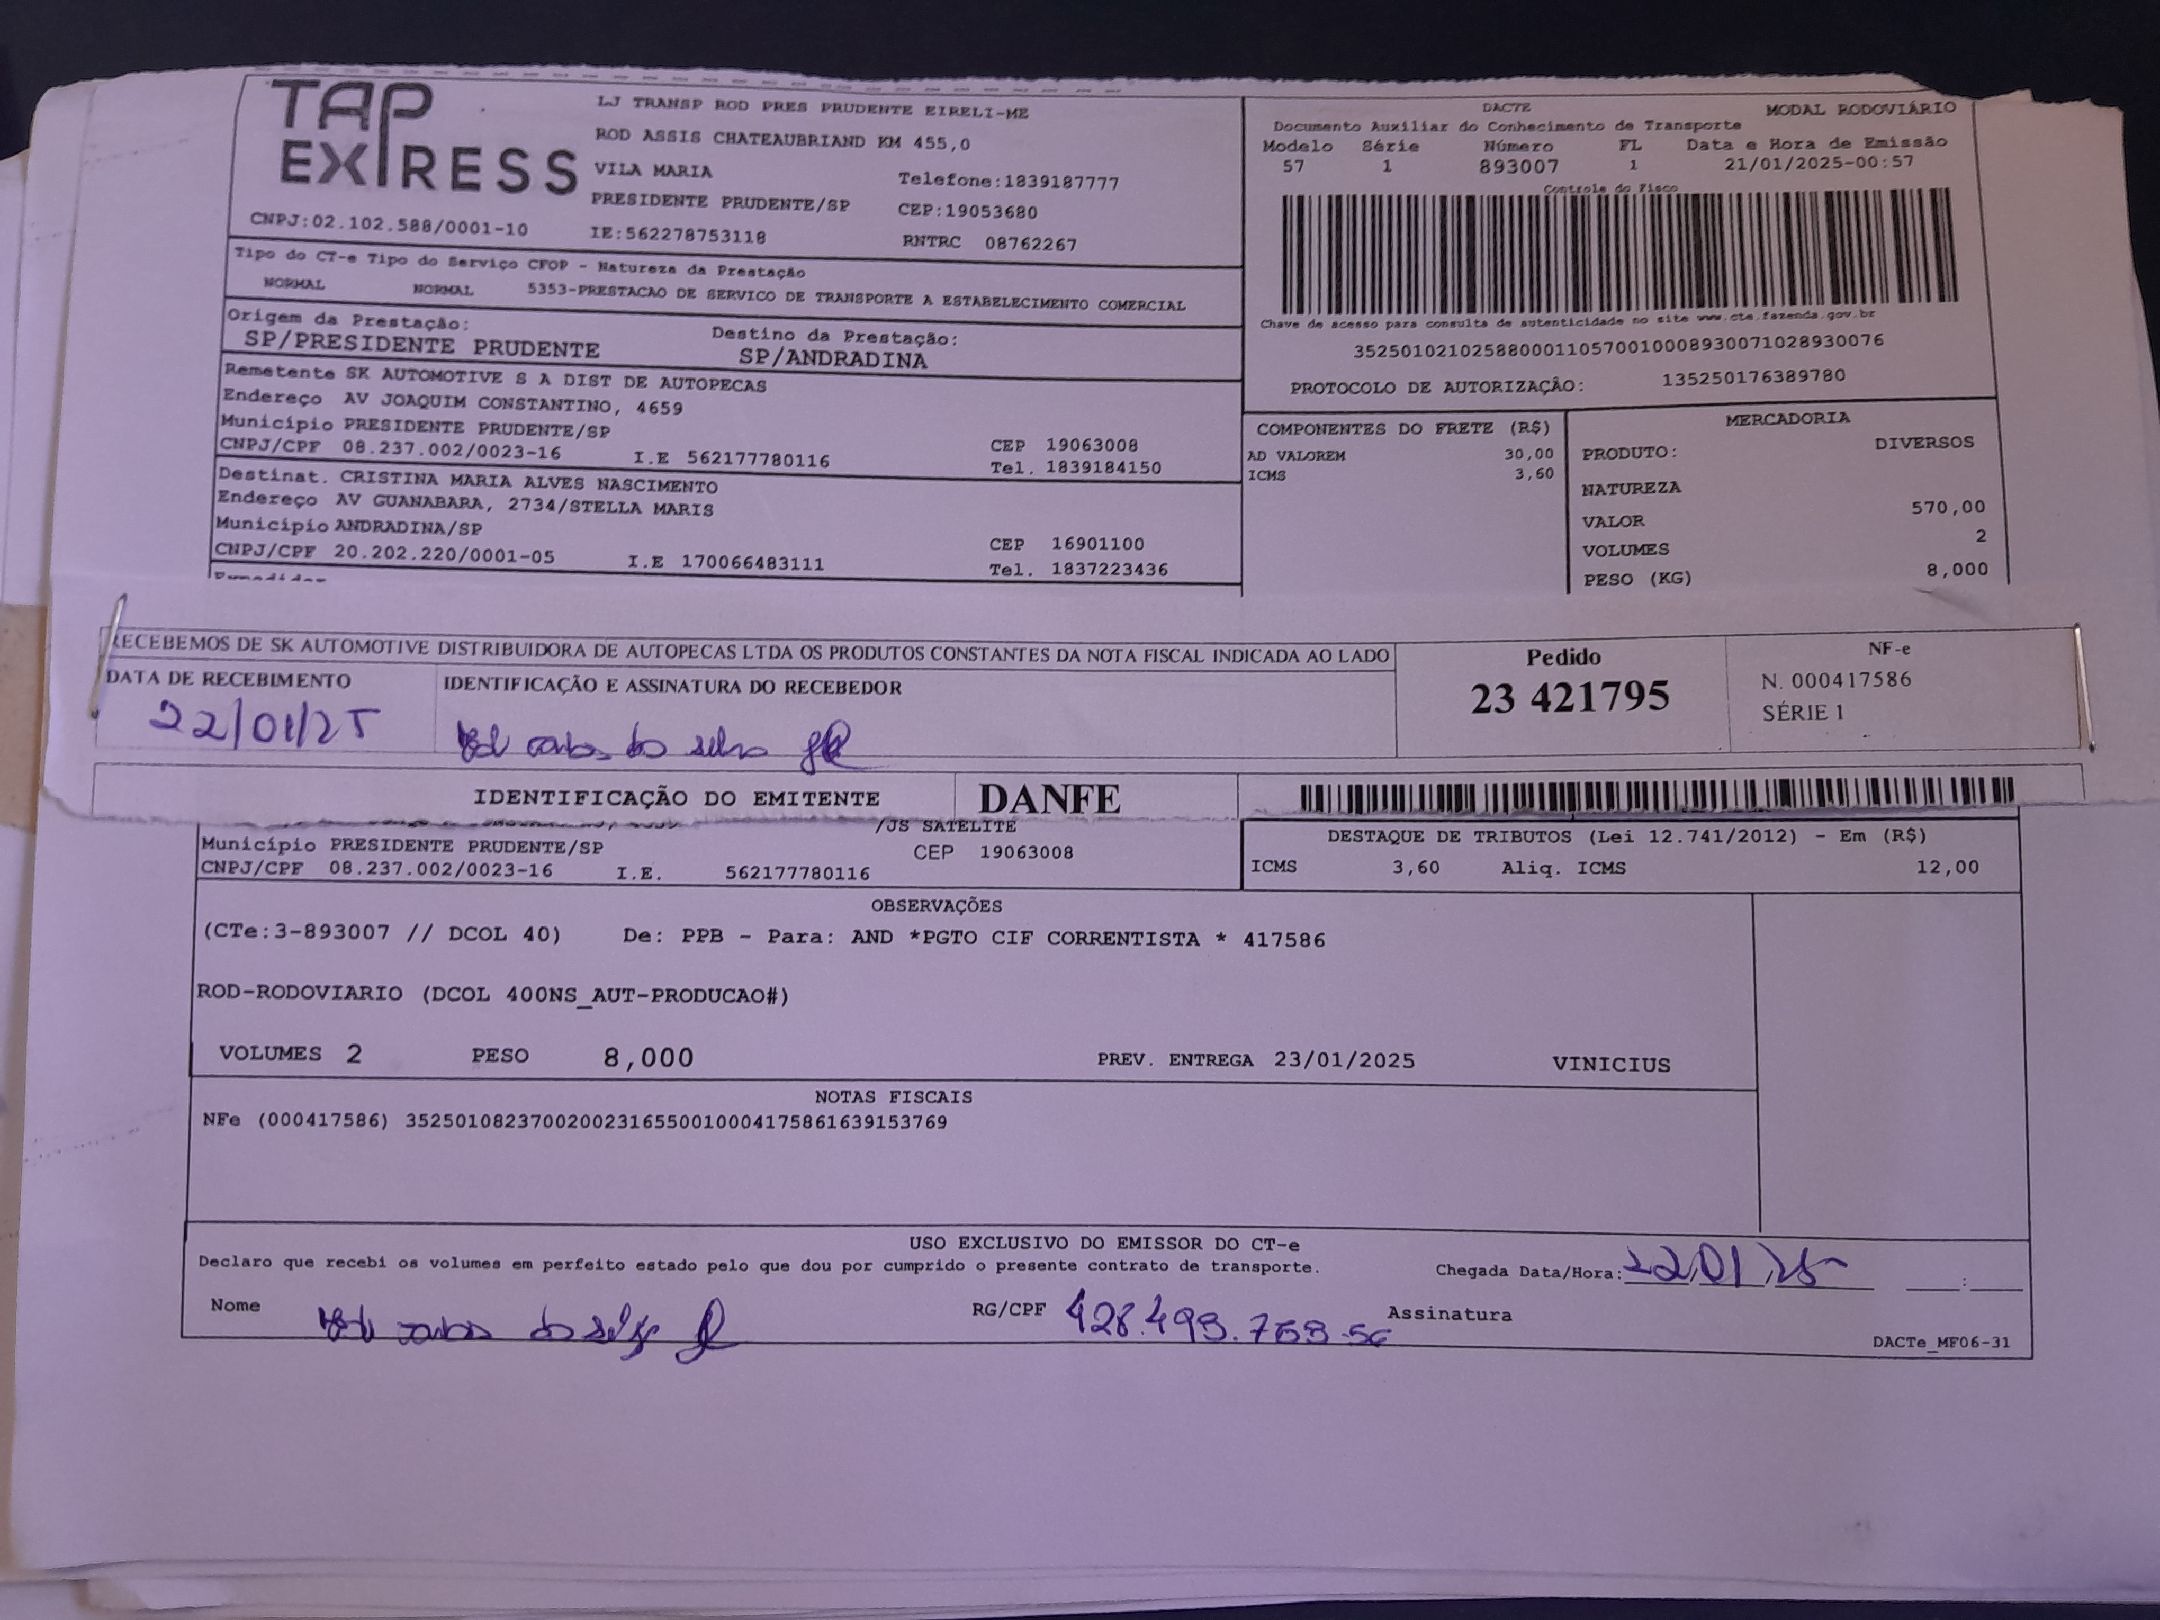 TAP EXPRESS
LJ TRANSP ROD PRES PRUDENTE EIRELI-ME
ROD ASSIS CHATEAUBRIAND KM 455,0
VILA MARIA Telefone:1839187777
PRESIDENTE PRUDENTE/SP CEP:19053680
CNPJ:02.102.588/0001-10 IE:562278753118 RNTRC 08762267
Tipo do CT-e Tipo do Serviço CFOP - Natureza da Prestação
NORMAL NORMAL 5353-PRESTACAO DE SERVICO DE TRANSPORTE A ESTABELECIMENTO COMERCIAL
Origem da Prestação: Destino da Prestação:
SP/PRESIDENTE PRUDENTE SP/ANDRADINA
Remetente SK AUTOMOTIVE S A DIST DE AUTOPECAS
Endereço AV JOAQUIM CONSTANTINO, 4659
Município PRESIDENTE PRUDENTE/SP CEP 19063008
CNPJ/CPF 08.237.002/0023-16 I.E 562177780116 Tel. 1839184150
Destinat. CRISTINA MARIA ALVES NASCIMENTO
Endereço AV GUANABARA, 2734/STELLA MARIS
Município ANDRADINA/SP CEP 16901100
CNPJ/CPF 20.202.220/0001-05 I.E 170066483111 Tel. 1837223436
DACTE MODAL RODOVIÁRIO
Documento Auxiliar do Conhecimento de Transporte
Modelo Série Número FL Data e Hora de Emissão
57 1 893007 1 21/01/2025-00:57
Controle do Fisco
Chave de acesso para consulta de autenticidade no site www.cte.fazenda.gov.br
35250102102588000110570010008930071028930076
PROTOCOLO DE AUTORIZAÇÃO: 135250176389780
COMPONENTES DO FRETE (R$)
AD VALOREM 30,00
ICMS 3,60
MERCADORIA
PRODUTO: DIVERSOS
NATUREZA
VALOR 570,00
VOLUMES 2
PESO (KG) 8,000
RECEBEMOS DE SK AUTOMOTIVE DISTRIBUIDORA DE AUTOPECAS LTDA OS PRODUTOS CONSTANTES DA NOTA FISCAL INDICADA AO LADO
DATA DE RECEBIMENTO IDENTIFICAÇÃO E ASSINATURA DO RECEBEDOR
22/01/25
Pedido
23 421795
NF-e
N. 000417586
SÉRIE 1
IDENTIFICAÇÃO DO EMITENTE DANFE
/JS SATELITE
Município PRESIDENTE PRUDENTE/SP CEP 19063008
CNPJ/CPF 08.237.002/0023-16 I.E. 562177780116
DESTAQUE DE TRIBUTOS (Lei 12.741/2012) - Em (R$)
ICMS 3,60 Aliq. ICMS 12,00
OBSERVAÇÕES
(CTe:3-893007 // DCOL 40) De: PPB - Para: AND *PGTO CIF CORRENTISTA * 417586
ROD-RODOVIARIO (DCOL 400NS_AUT-PRODUCAO#)
VOLUMES 2 PESO 8,000 PREV. ENTREGA 23/01/2025 VINICIUS
NOTAS FISCAIS
NFe (000417586) 35250108237002002316550010004175861639153769
USO EXCLUSIVO DO EMISSOR DO CT-e
Declaro que recebi os volumes em perfeito estado pelo que dou por cumprido o presente contrato de transporte. Chegada Data/Hora: 22/01/25
Nome RG/CPF Assinatura
DACTe_MF06-31